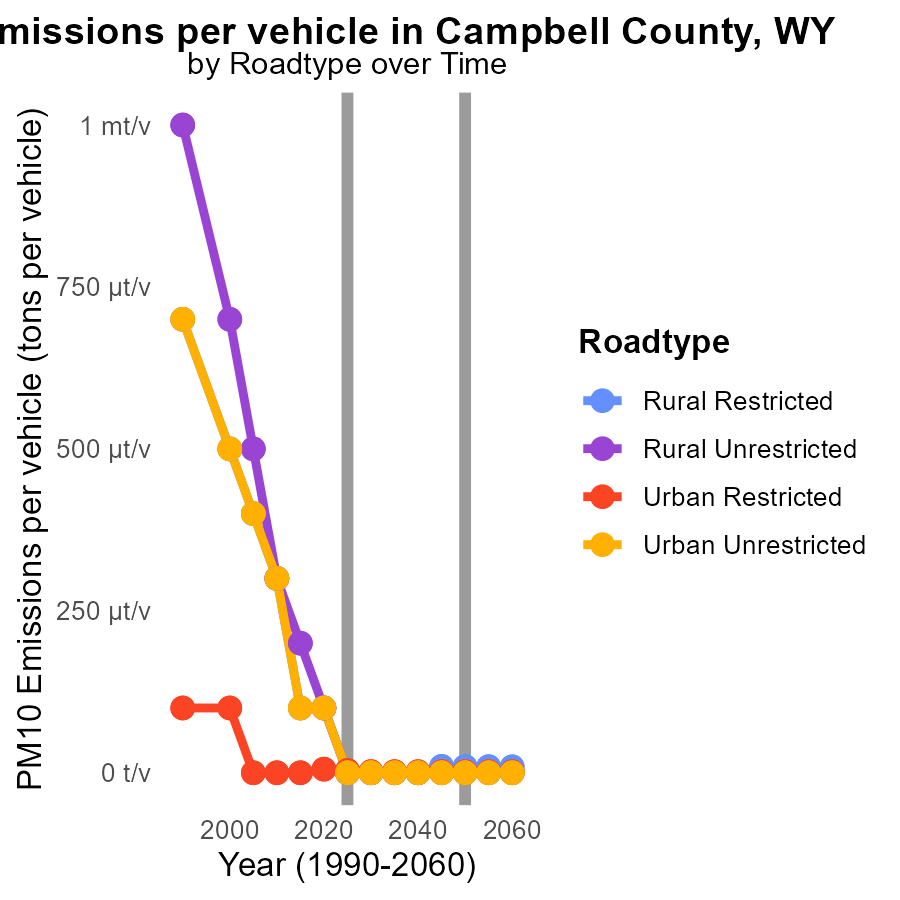 missions per vehicle in Campbell County, WY
by Roadtype over Time
PM10 Emissions per vehicle (tons per vehicle)
1 mt/v
750 µt/v
500 µt/v
250 µt/v
0 t/v
2000
2020
2040
2060
Year (1990-2060)
Roadtype
Rural Restricted
Rural Unrestricted
Urban Restricted
Urban Unrestricted